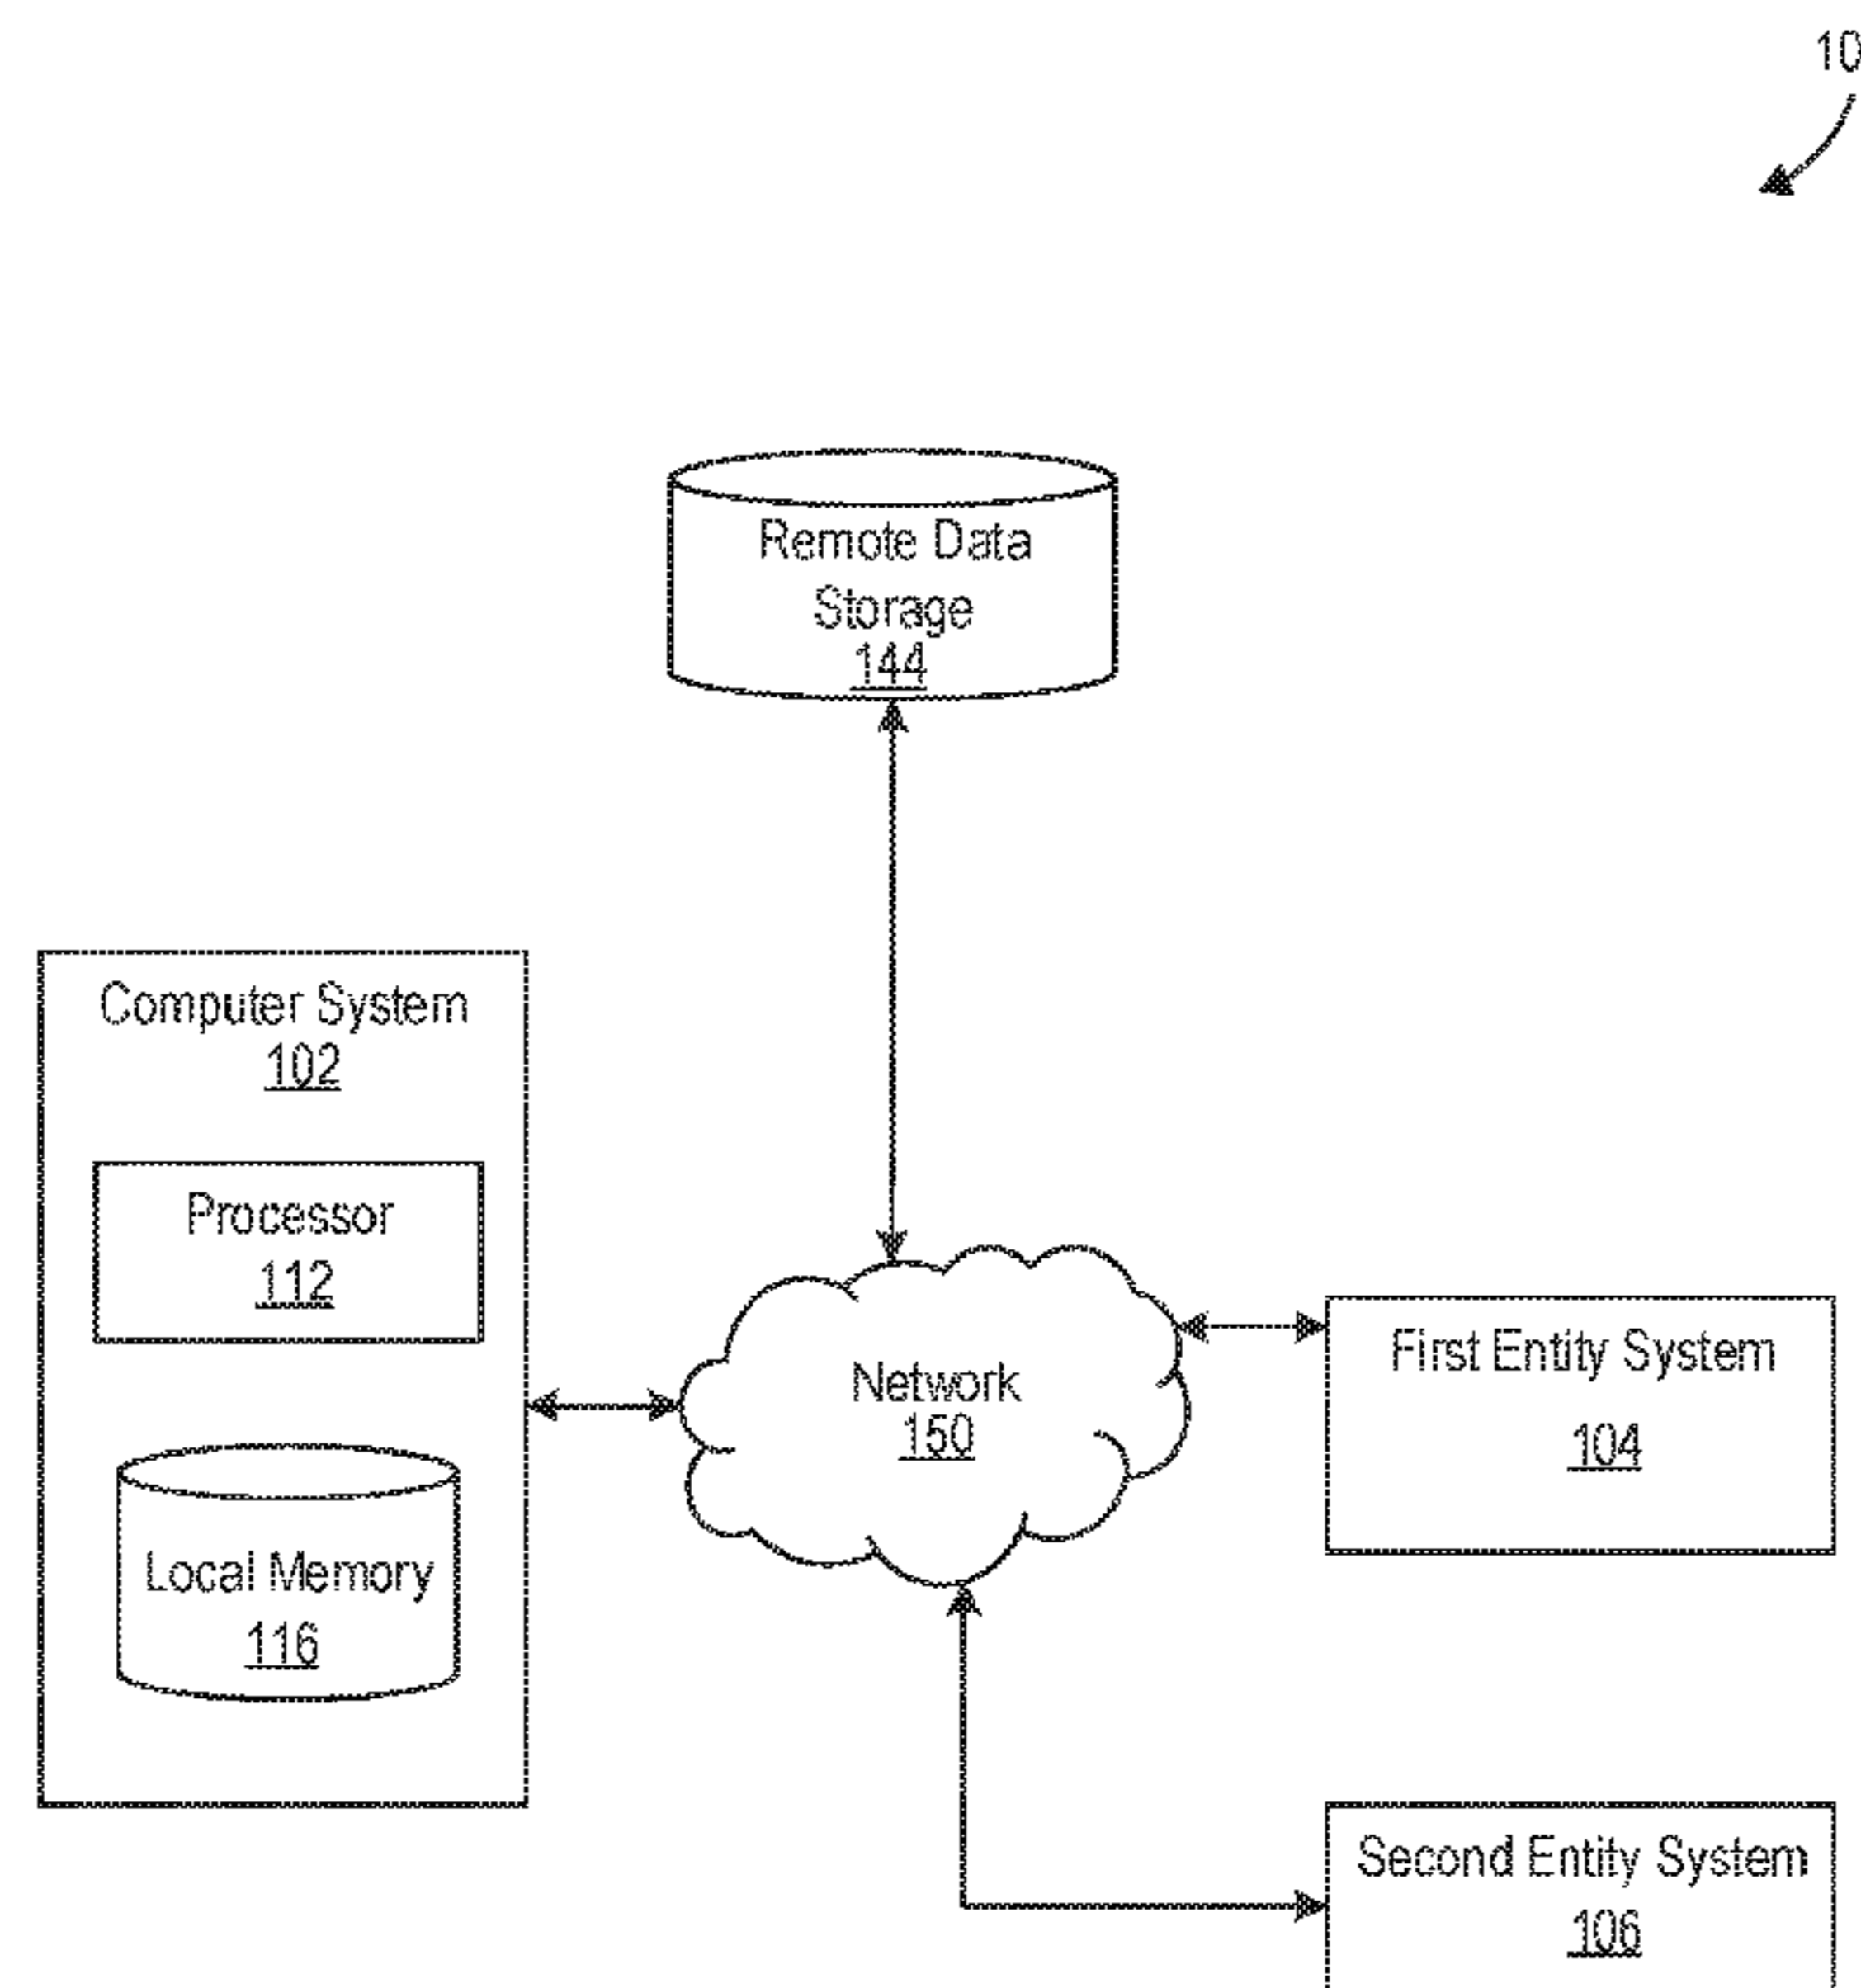 10
Remote Data
Storage
144
Computer System
102
Processor
112
Local Memory
116
Network
150
First Entity System
104
Second Entity System
106